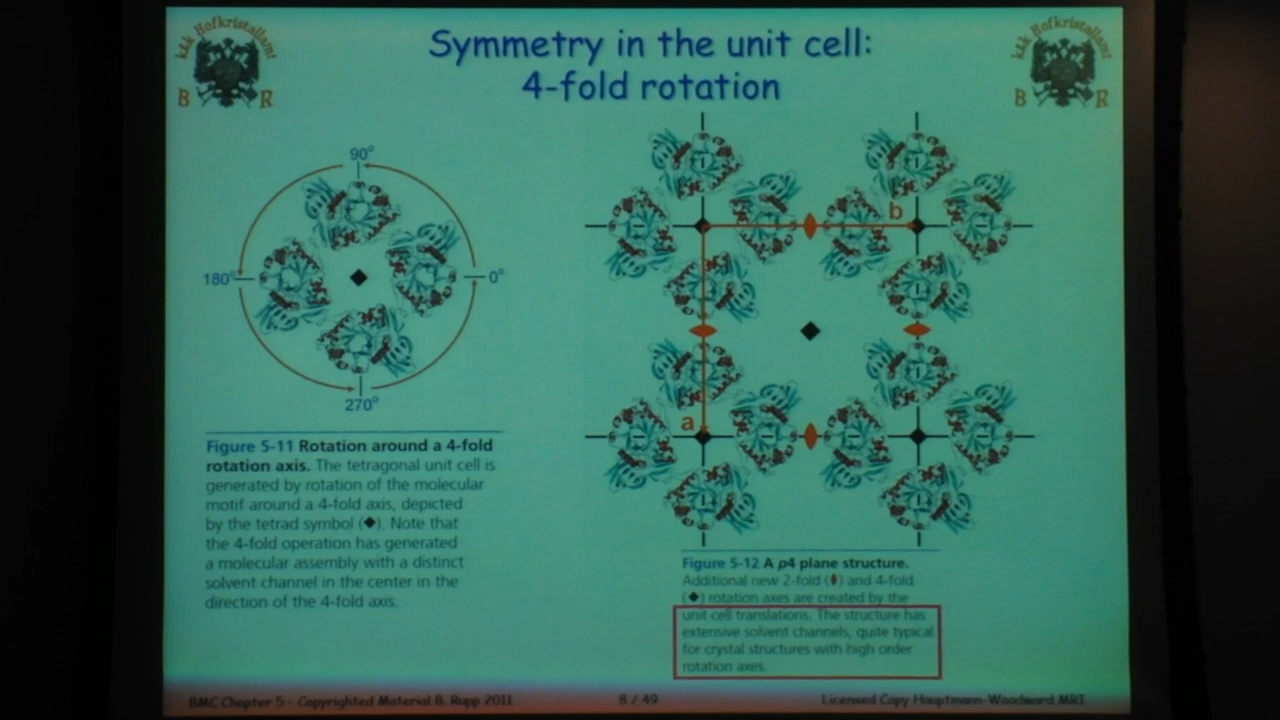 k&k Hofkristallamt
B R
Symmetry in the unit cell:
4-fold rotation
k&k Hofkristallamt
B R
90°
180°
0°
270°
b
a
Figure 5-11 Rotation around a 4-fold
rotation axis. The tetragonal unit cell is
generated by rotation of the molecular
motif around a 4-fold axis, depicted
by the tetrad symbol (◆). Note that
the 4-fold operation has generated
a molecular assembly with a distinct
solvent channel in the center in the
direction of the 4-fold axis.
Figure 5-12 A p4 plane structure.
Additional new 2-fold (⬧) and 4-fold
(◆) rotation axes are created by the
unit cell translations. The structure has
extensive solvent channels, quite typical
for crystal structures with high order
rotation axes.
BMC Chapter 5 - Copyrighted Material B. Rupp 2011
8 / 49
Licensed Copy Hauptmann-Woodward MRI